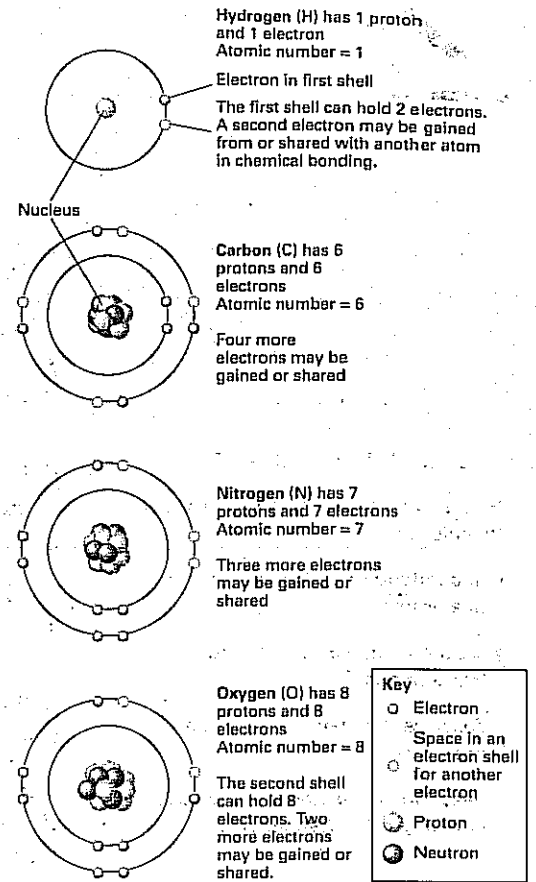 Hydrogen (H) has 1 proton
and 1 electron
Atomic number = 1
Electron in first shell
The first shell can hold 2 electrons.
A second electron may be gained
from or shared with another atom
in chemical bonding.
Nucleus
Carbon (C) has 6
protons and 6
electrons
Atomic number = 6
Four more
electrons may be
gained or shared
Nitrogen (N) has 7
protons and 7 electrons
Atomic number = 7
Three more electrons
may be gained or
shared
Oxygen (O) has 8
protons and 8
electrons
Atomic number = 8
The second shell
can hold 8
electrons. Two
more electrons
may be gained or
shared.
Key
Electron
Space in an
electron shell
for another
electron
Proton
Neutron